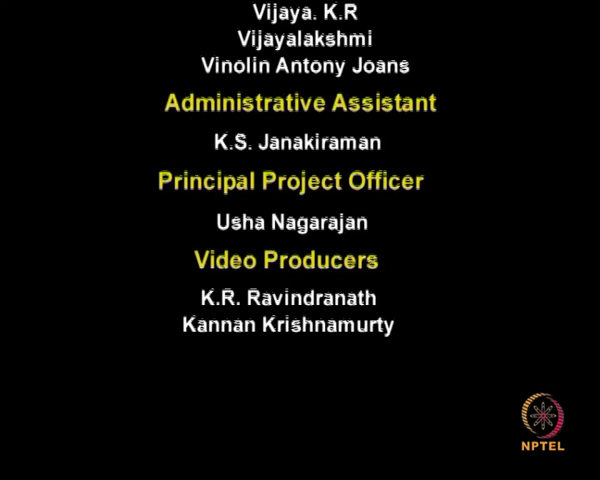 Vijaya. K.R
Vijayalakshmi
Vinolin Antony Joans
Administrative Assistant
K.S. Janakiraman
Principal Project Officer
Usha Nagarajan
Video Producers
K.R. Ravindranath
Kannan Krishnamurty
NPTEL